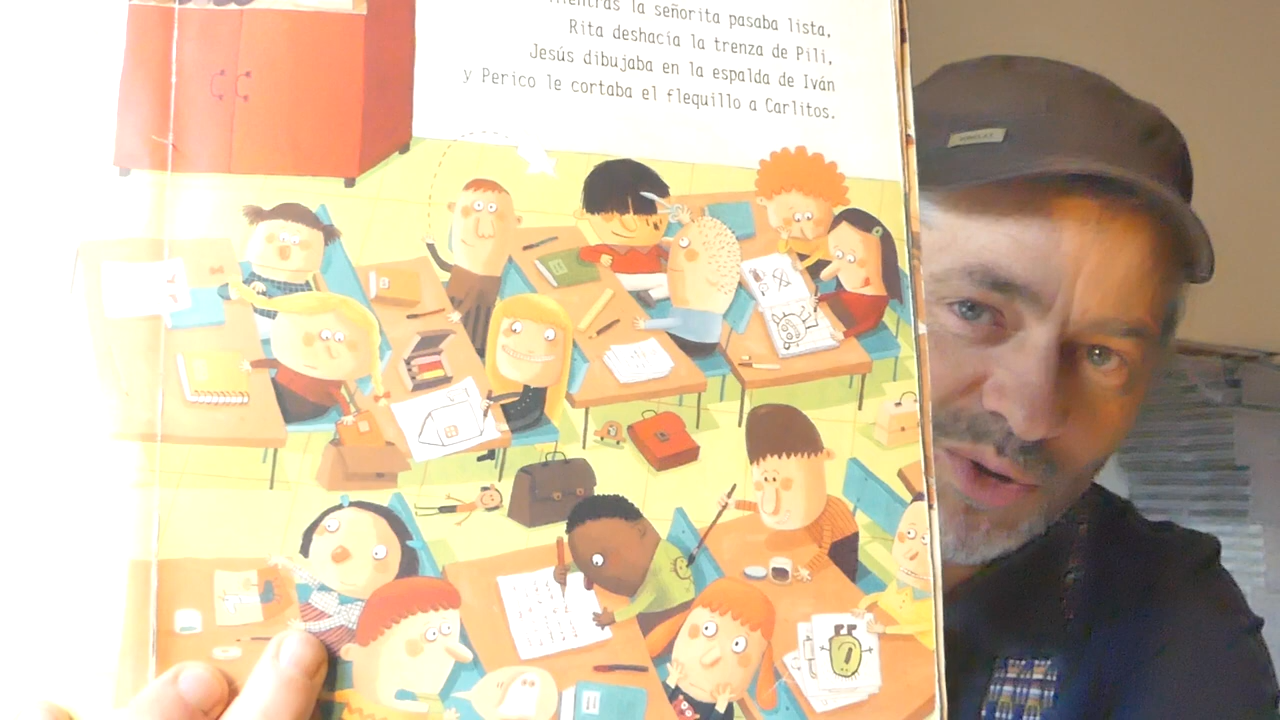 mientras la señorita pasaba lista,
Rita deshacía la trenza de Pili,
Jesús dibujaba en la espalda de Iván
y Perico le cortaba el flequillo a Carlitos.